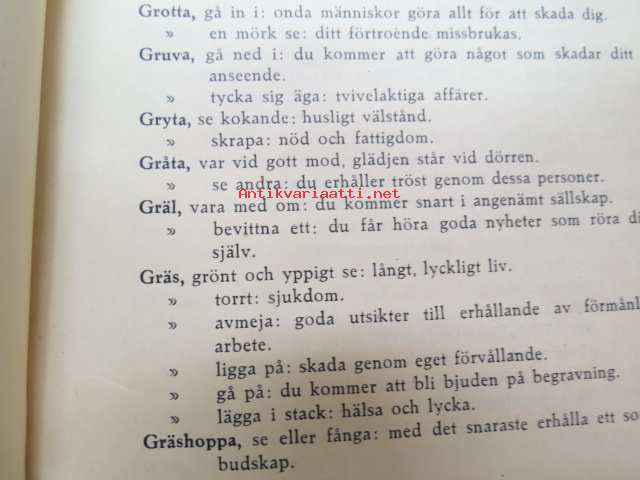 Grotta, gå in i: onda människor göra allt för att skada dig.
» en mörk se: ditt förtroende missbrukas.
Gruva, gå ned i: du kommer att göra något som skadar ditt
anseende.
» tycka sig äga: tvivelaktiga affärer.
Gryta, se kokande: husligt välstånd.
» skrapa: nöd och fattigdom.
Gråta, var vid gott mod, glädjen står vid dörren.
» se andra: du erhåller tröst genom dessa personer.
Antikvariaatti.net
Gräl, vara med om: du kommer snart i angenämt sällskap.
» bevittna ett: du får höra goda nyheter som röra
själv.
Gräs, grönt och yppigt se: långt, lyckligt liv.
» torrt: sjukdom.
» avmeja: goda utsikter till erhållande av
arbete.
» ligga på: skada genom eget förvållande.
» gå på: du kommer att bli bjuden på begravning.
» lägga i stack: hälsa och lycka.
Gräshoppa, se eller fånga: med det snaraste erhålla ett
budskap.